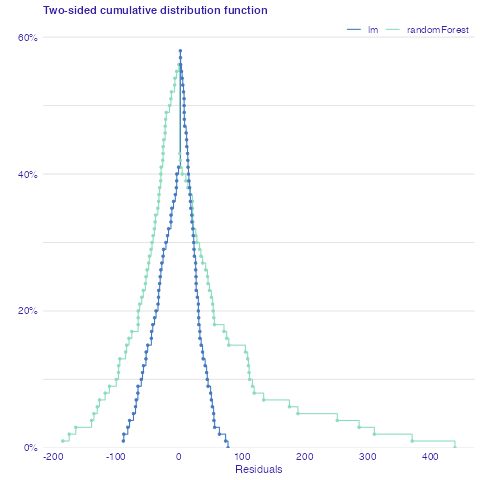 Two-sided cumulative distribution function
lm randomForest
60%
40%
20%
0%
-200 -100 0 100 200 300 400
Residuals